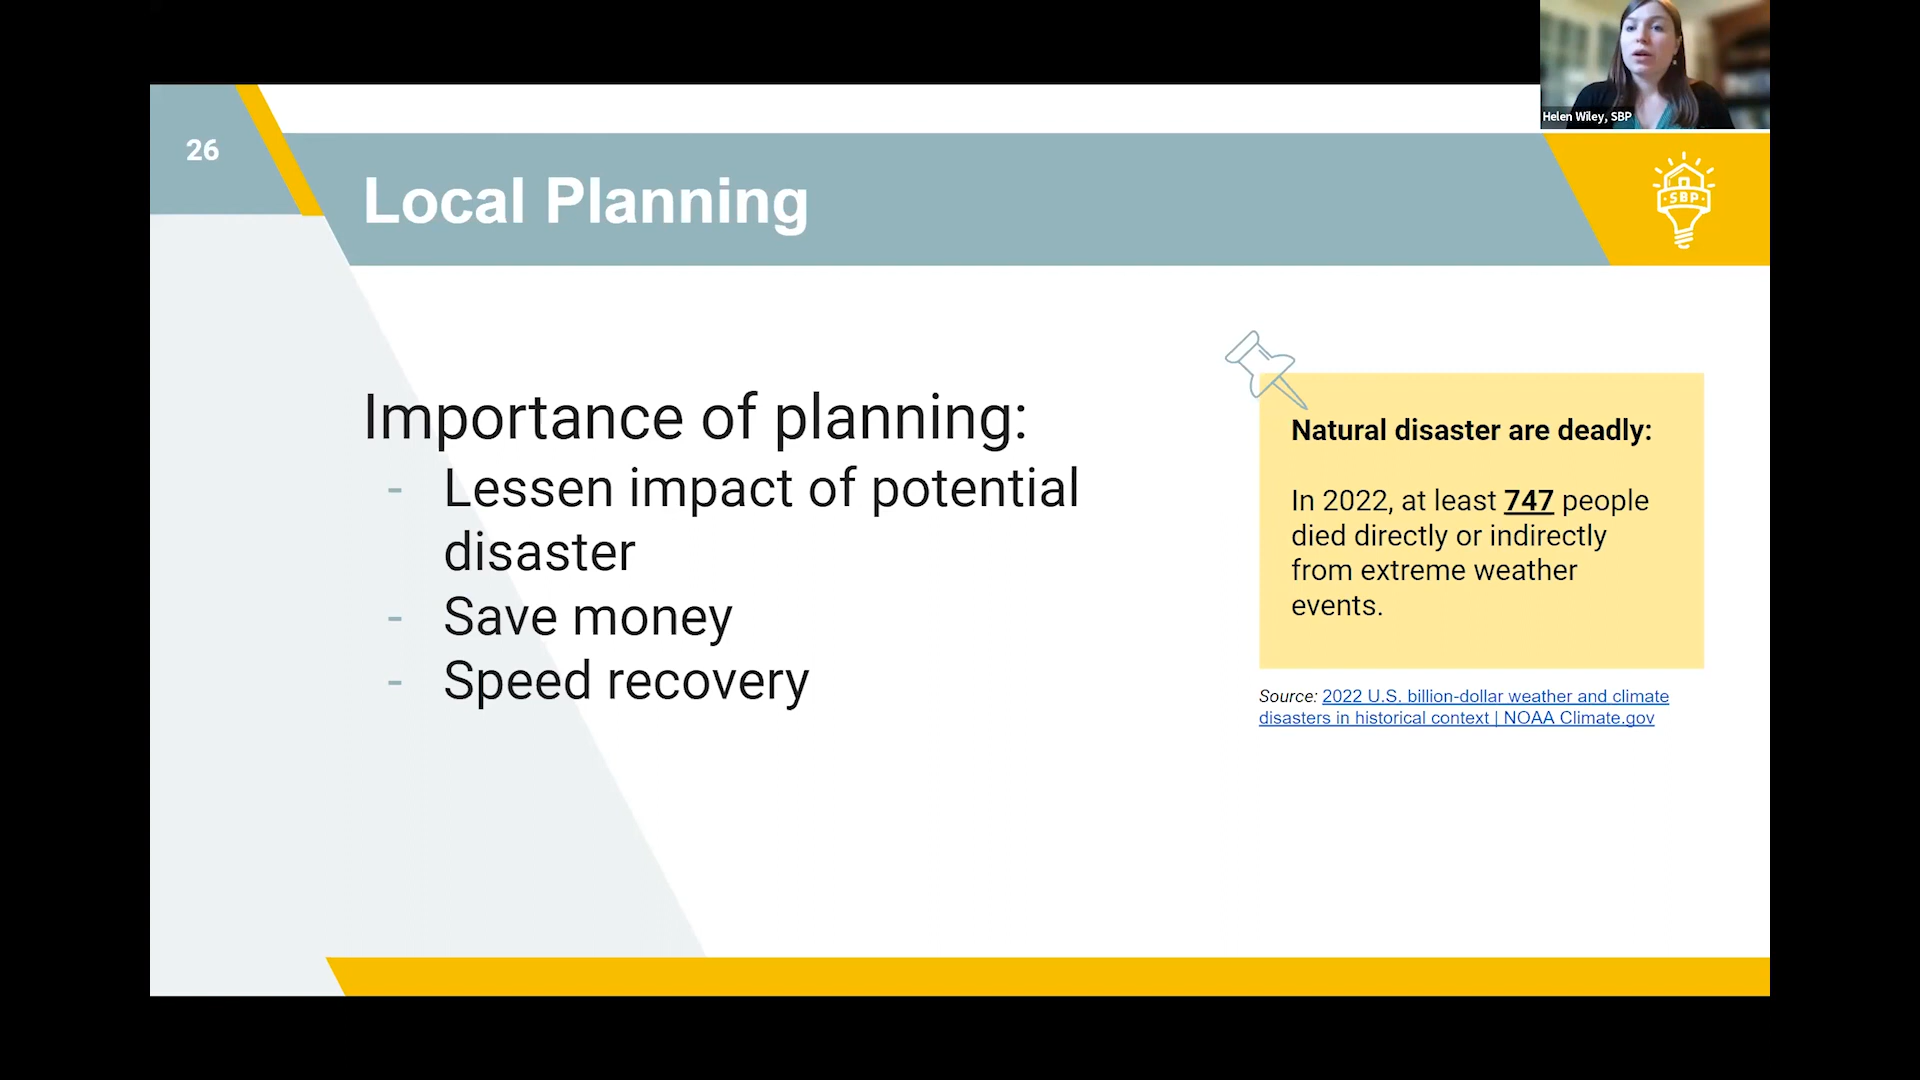 Helen Wiley, SBP
26
Local Planning
SBP
Importance of planning:
- Lessen impact of potential
disaster
- Save money
- Speed recovery
Natural disaster are deadly:
In 2022, at least 747 people
died directly or indirectly
from extreme weather
events.
Source: 2022 U.S. billion-dollar weather and climate
disasters in historical context | NOAA Climate.gov